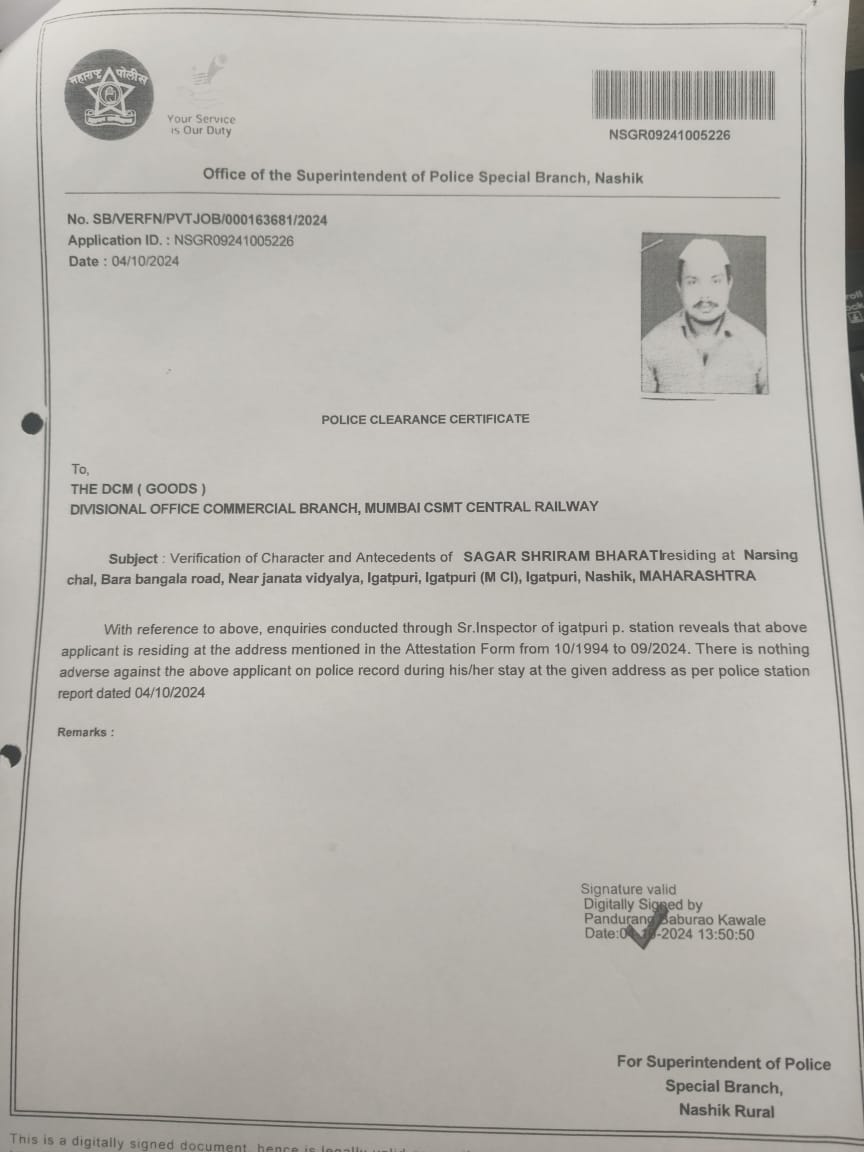 महाराष्ट्र पोलीस
Your Service
is Our Duty
NSGR09241005226
Office of the Superintendent of Police Special Branch, Nashik
No. SB/VERFN/PVTJOB/000163681/2024
Application ID. : NSGR09241005226
Date : 04/10/2024
POLICE CLEARANCE CERTIFICATE
To,
THE DCM ( GOODS )
DIVISIONAL OFFICE COMMERCIAL BRANCH, MUMBAI CSMT CENTRAL RAILWAY
Subject : Verification of Character and Antecedents of SAGAR SHRIRAM BHARATI residing at Narsing
chal, Bara bangala road, Near janata vidyalya, Igatpuri, Igatpuri (M Cl), Igatpuri, Nashik, MAHARASHTRA
With reference to above, enquiries conducted through Sr.Inspector of igatpuri p. station reveals that above
applicant is residing at the address mentioned in the Attestation Form from 10/1994 to 09/2024. There is nothing
adverse against the above applicant on police record during his/her stay at the given address as per police station
report dated 04/10/2024
Remarks :
Signature valid
Digitally Signed by
Pandurang Baburao Kawale
Date:04-10-2024 13:50:50
For Superintendent of Police
Special Branch,
Nashik Rural
This is a digitally signed document, hence is legally valid